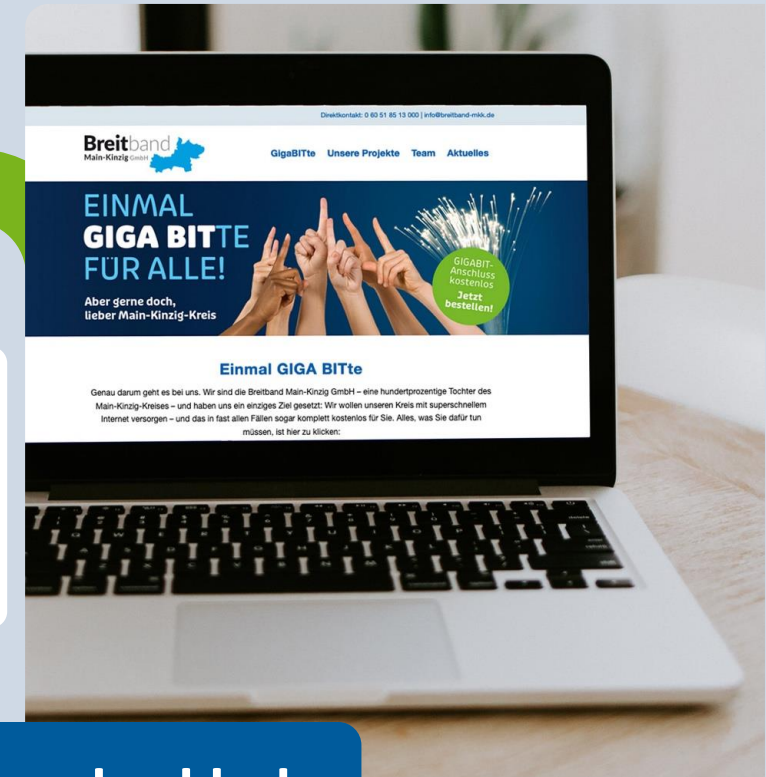 Direktkontakt: 0 60 51 85 13 000 | info@breitband-mkk.de
Breitband
Main-Kinzig GmbH
GigaBITte Unsere Projekte Team Aktuelles
EINMAL
GIGA BITTE
FÜR ALLE!
Aber gerne doch,
lieber Main-Kinzig-Kreis
GIGABIT-
Anschluss
kostenlos
Jetzt
bestellen!
Einmal GIGA BITte
Genau darum geht es bei uns. Wir sind die Breitband Main-Kinzig GmbH – eine hundertprozentige Tochter des
Main-Kinzig-Kreises – und haben uns ein einziges Ziel gesetzt: Wir wollen unseren Kreis mit superschnellem
Internet versorgen – und das in fast allen Fällen sogar komplett kostenlos für Sie. Alles, was Sie dafür tun
müssen, ist hier zu klicken: